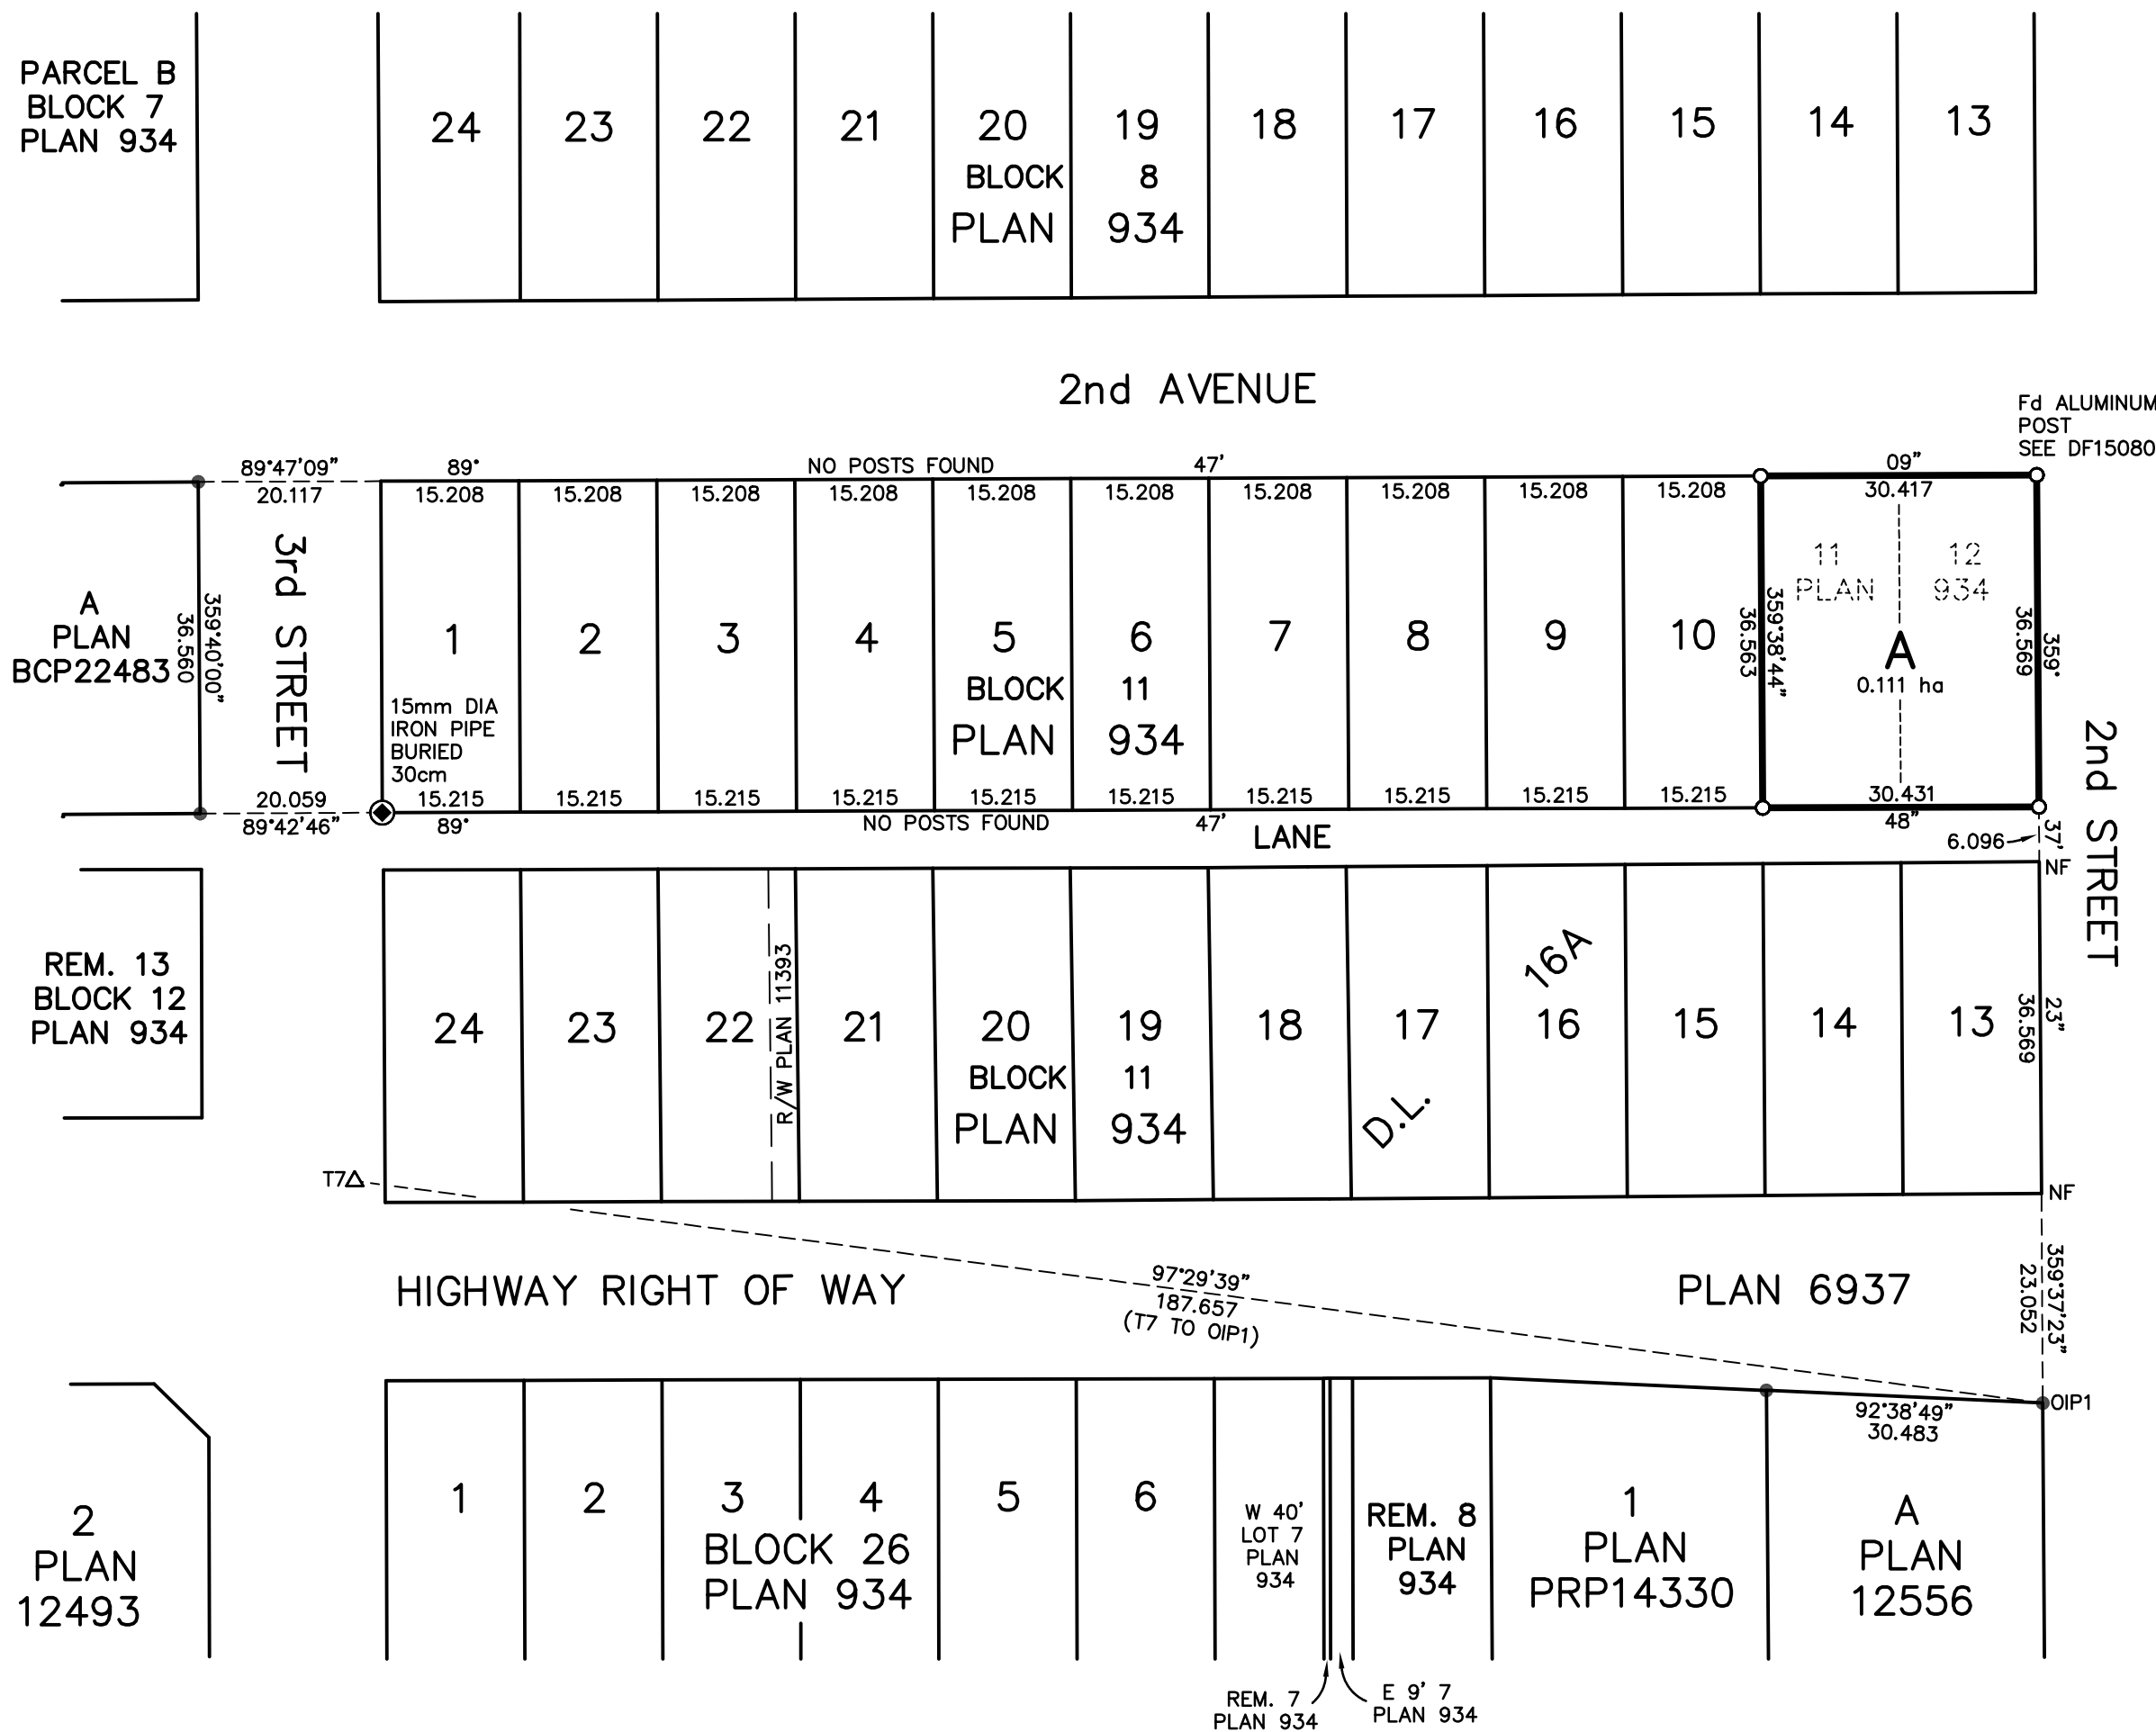 PARCEL B
BLOCK 7
PLAN 934
24 23 22 21 20 19 18 17 16 15 14 13
BLOCK 8
PLAN 934
2nd AVENUE
Fd ALUMINUM
POST
SEE DF15080
89°47'09" 89° NO POSTS FOUND 47' 09"
20.117 15.208 15.208 15.208 15.208 15.208 15.208 15.208 15.208 15.208 15.208 30.417
3rd STREET
A
PLAN
BCP22483
359°40'00"
36.560
1 2 3 4 5 6 7 8 9 10
BLOCK 11
PLAN 934
15mm DIA
IRON PIPE
BURIED
30cm
359°38'44"
36.563
11 12
PLAN 934
A
0.111 ha
359°
36.569
2nd STREET
20.059 15.215 15.215 15.215 15.215 15.215 15.215 15.215 15.215 15.215 15.215 30.431
89°42'46" 89° NO POSTS FOUND 47' 48"
LANE
6.096
37'
NF
REM. 13
BLOCK 12
PLAN 934
24 23 22 21 20 19 18 17 16 15 14 13
R/W PLAN 11393
BLOCK 11
PLAN 934
D.L. 16A
23"
36.569
NF
T7
HIGHWAY RIGHT OF WAY PLAN 6937
97°29'39"
187.657
(T7 TO OIP1)
359°37'23"
23.052
OIP1
92°38'49"
30.483
2
PLAN
12493
1 2 3 4 5 6
BLOCK 26
PLAN 934
W 40'
LOT 7
PLAN
934
REM. 8
PLAN
934
1
PLAN
PRP14330
A
PLAN
12556
REM. 7
PLAN 934
E 9' 7
PLAN 934